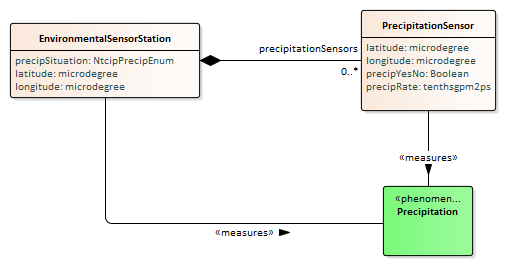 EnvironmentalSensorStation
precipSituation: NtcipPrecipEnum
latitude: microdegree
longitude: microdegree
precipitationSensors
0..*
PrecipitationSensor
latitude: microdegree
longitude: microdegree
precipYesNo: Boolean
precipRate: tenthsgpm2ps
«measures»
«phenomen...
Precipitation
«measures»